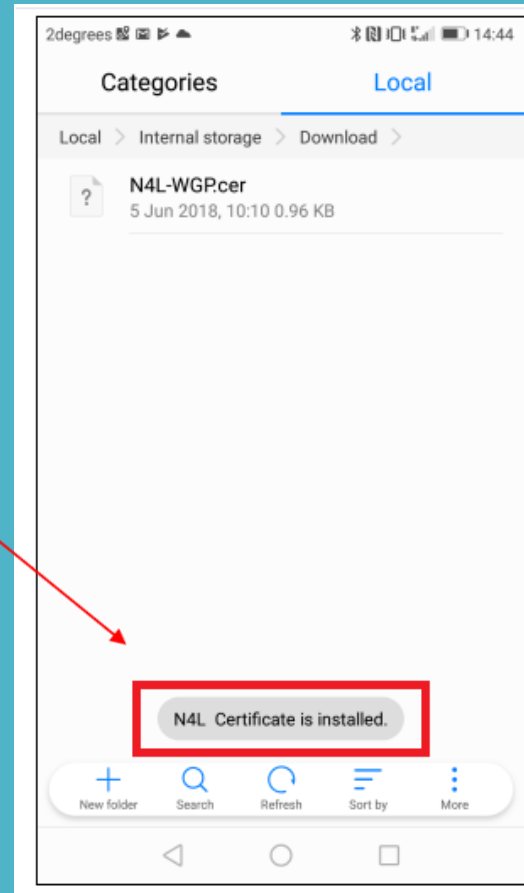 2degrees 14:44
Categories Local
Local > Internal storage > Download >
?
N4L-WGP.cer
5 Jun 2018, 10:10 0.96 KB
N4L Certificate is installed.
New folder Search Refresh Sort by More